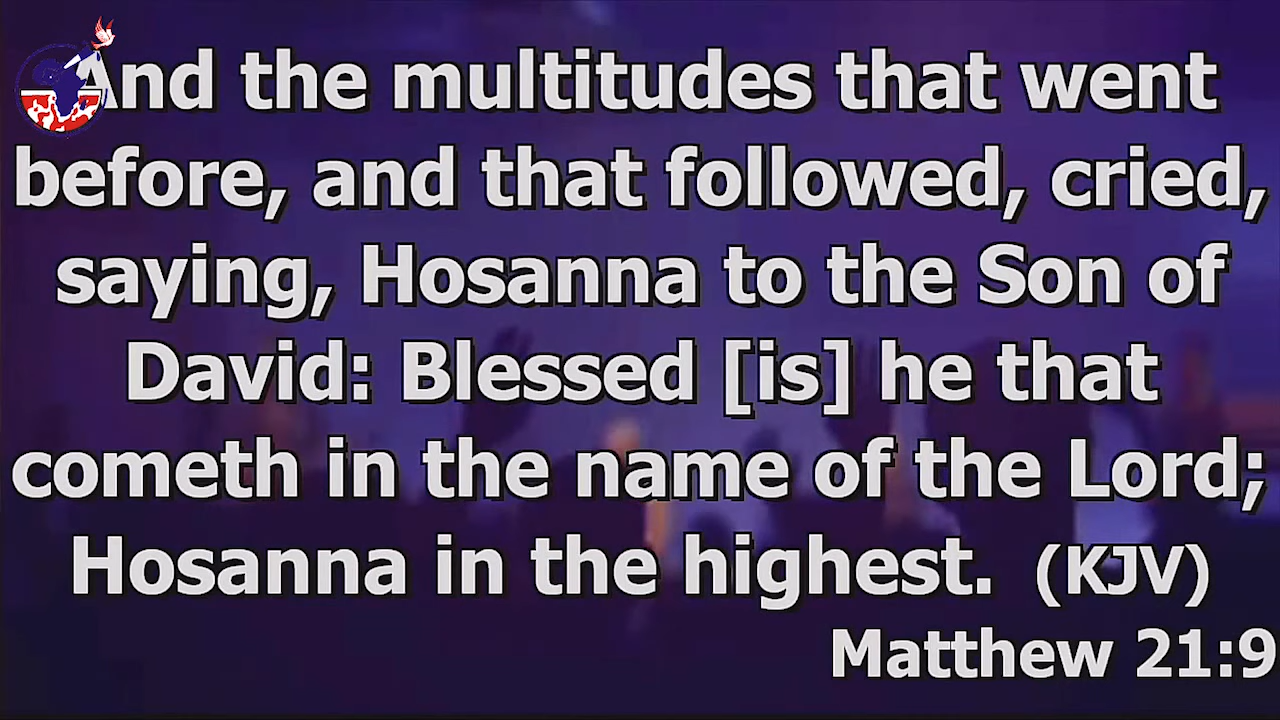 And the multitudes that went
before, and that followed, cried,
saying, Hosanna to the Son of
David: Blessed [is] he that
cometh in the name of the Lord;
Hosanna in the highest. (KJV)
Matthew 21:9